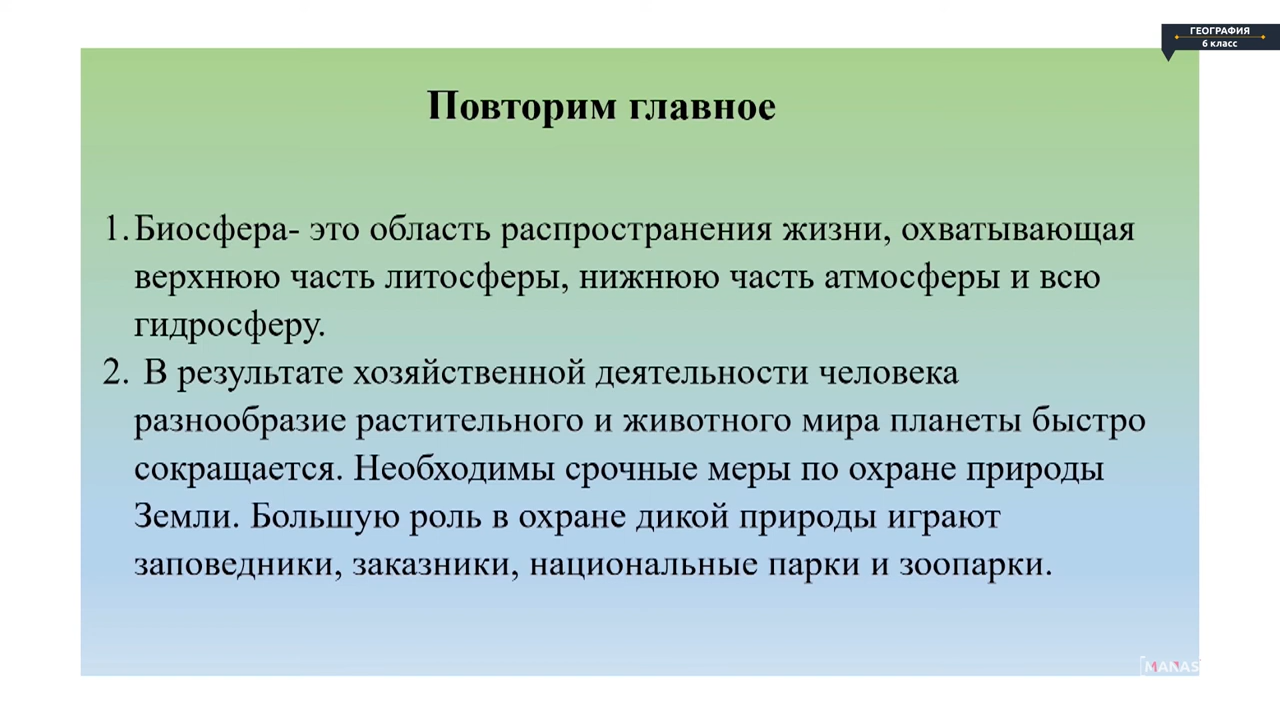 ГЕОГРАФИЯ
6 класс
Повторим главное
1. Биосфера- это область распространения жизни, охватывающая
верхнюю часть литосферы, нижнюю часть атмосферы и всю
гидросферу.
2. В результате хозяйственной деятельности человека
разнообразие растительного и животного мира планеты быстро
сокращается. Необходимы срочные меры по охране природы
Земли. Большую роль в охране дикой природы играют
заповедники, заказники, национальные парки и зоопарки.
MANAS